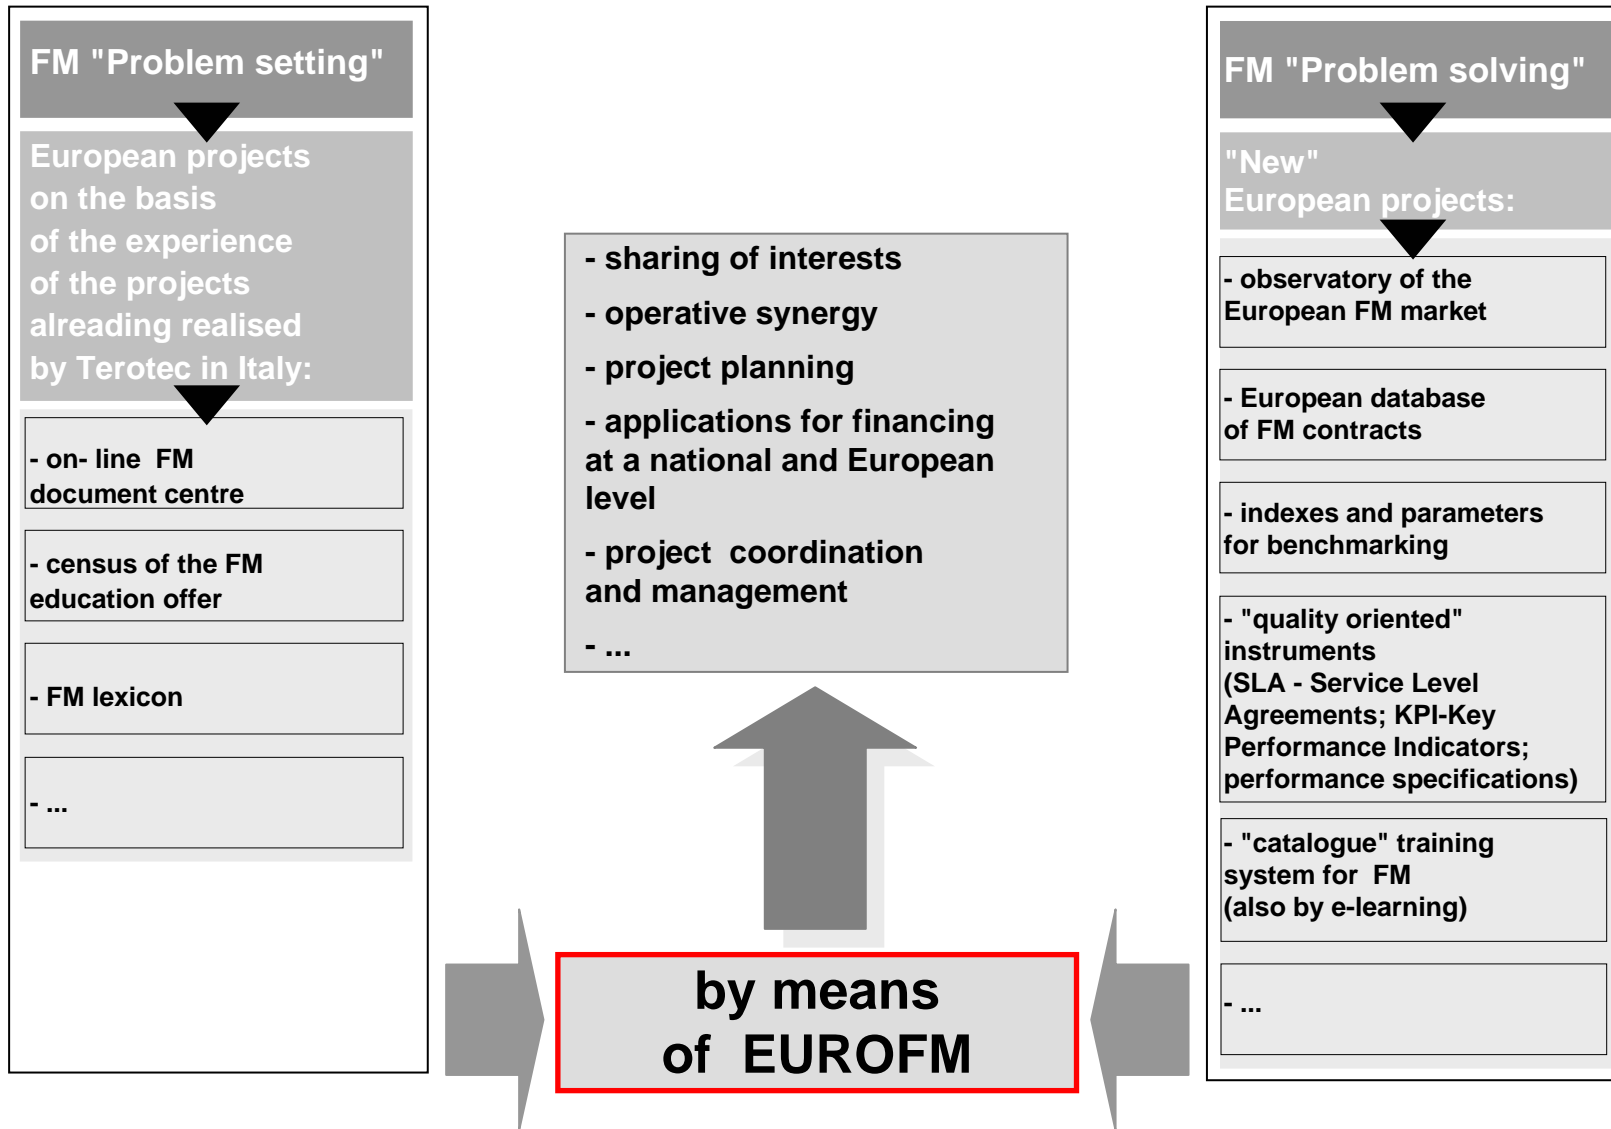 FM "Problem setting"
European projects
on the basis
of the experience
of the projects
alreading realised
by Terotec in Italy:
- on- line FM
document centre
- census of the FM
education offer
- FM lexicon
- ...
- sharing of interests
- operative synergy
- project planning
- applications for financing
at a national and European
level
- project coordination
and management
- ...
by means
of EUROFM
FM "Problem solving"
"New"
European projects:
- observatory of the
European FM market
- European database
of FM contracts
- indexes and parameters
for benchmarking
- "quality oriented"
instruments
(SLA - Service Level
Agreements; KPI-Key
Performance Indicators;
performance specifications)
- "catalogue" training
system for FM
(also by e-learning)
- ...